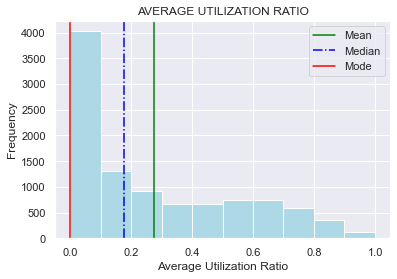 AVERAGE UTILIZATION RATIO
Mean
Median
Mode
4000
3500
3000
2500
2000
1500
1000
500
0
Frequency
0.0 0.2 0.4 0.6 0.8 1.0
Average Utilization Ratio